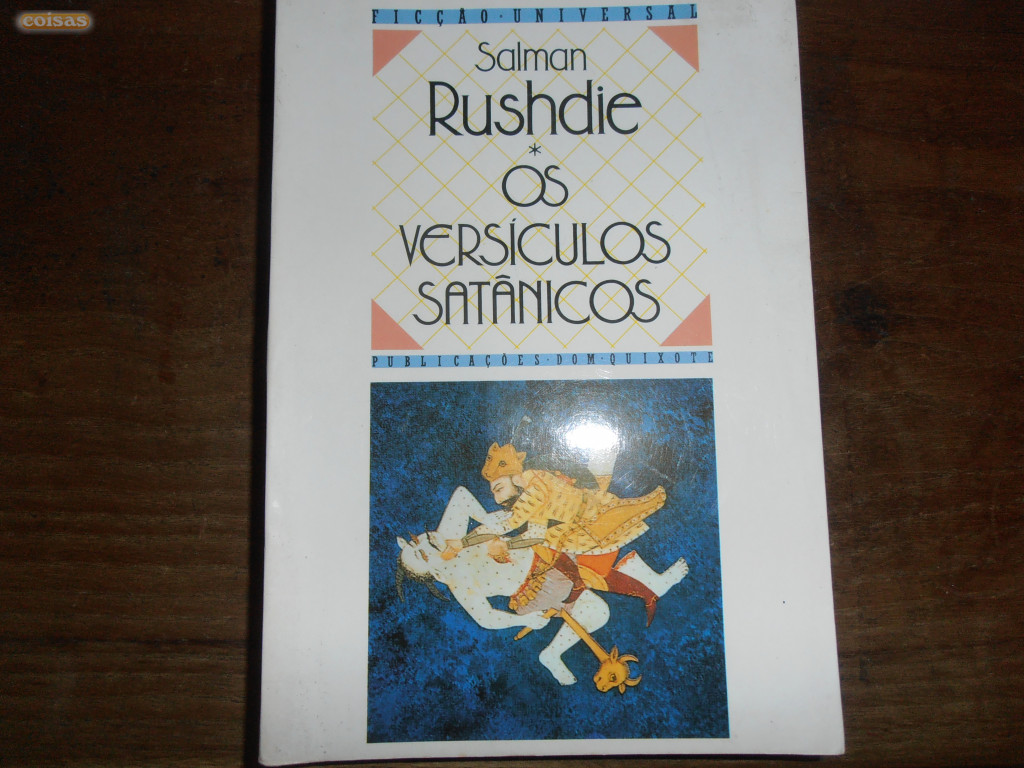 coisas
FICÇÃO·UNIVERSAL
Salman
Rushdie
*
OS
VERSÍCULOS
SATÂNICOS
PUBLICAÇÕES·DOM·QUIXOTE